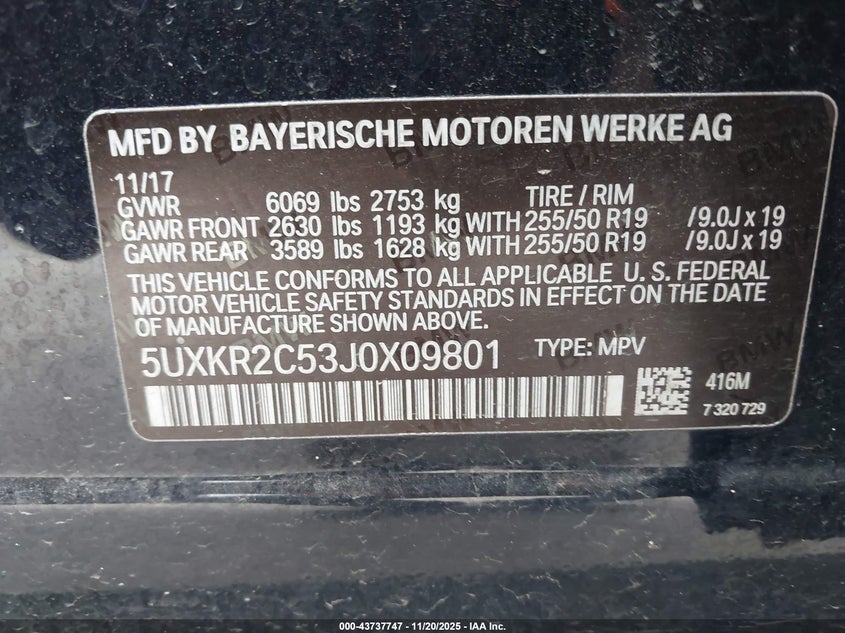 MFD BY BAYERISCHE MOTOREN WERKE AG
11/17
GVWR 6069 lbs 2753 kg TIRE / RIM
GAWR FRONT 2630 lbs 1193 kg WITH 255/50 R19 /9.0J x 19
GAWR REAR 3589 lbs 1628 kg WITH 255/50 R19 /9.0J x 19
THIS VEHICLE CONFORMS TO ALL APPLICABLE U. S. FEDERAL
MOTOR VEHICLE SAFETY STANDARDS IN EFFECT ON THE DATE
OF MANUFACTURE SHOWN ABOVE.
5UXKR2C53J0X09801 TYPE: MPV
416M
7 320 729
000-43737747 - 11/20/2025 - IAA Inc.